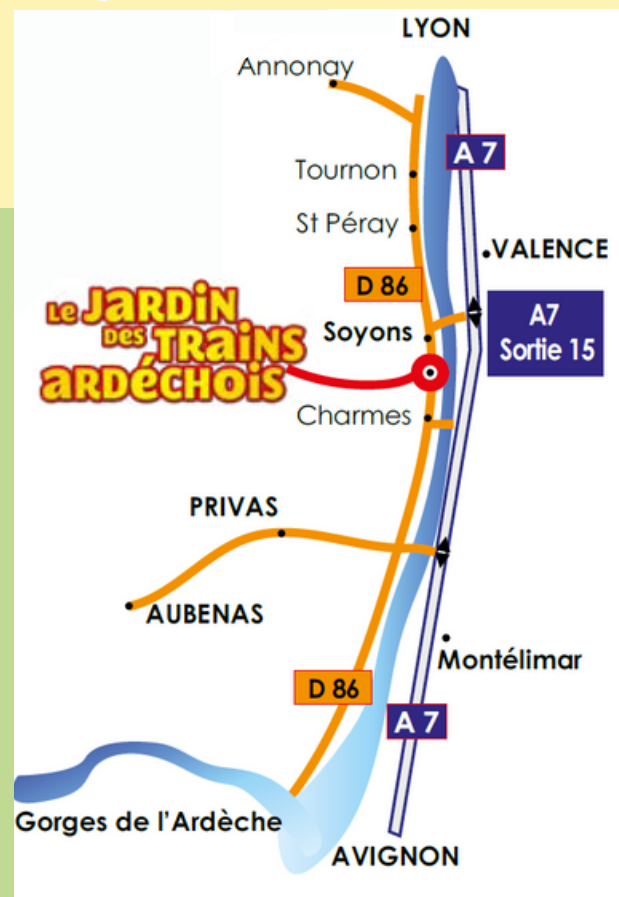 LYON
Annonay
A 7
Tournon
St Péray
VALENCE
D 86
LE JARDIN
DES TRAINS
ARDÉCHOIS
Soyons
A7
Sortie 15
Charmes
PRIVAS
AUBENAS
Montélimar
D 86
A 7
Gorges de l'Ardèche
AVIGNON